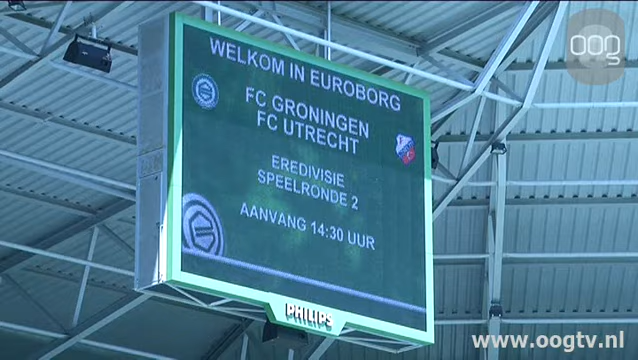 oog
WELKOM IN EUROBORG
FC GRONINGEN
FC UTRECHT
EREDIVISIE
SPEELRONDE 2
AANVANG 14:30 UUR
PHILIPS
www.oogtv.nl